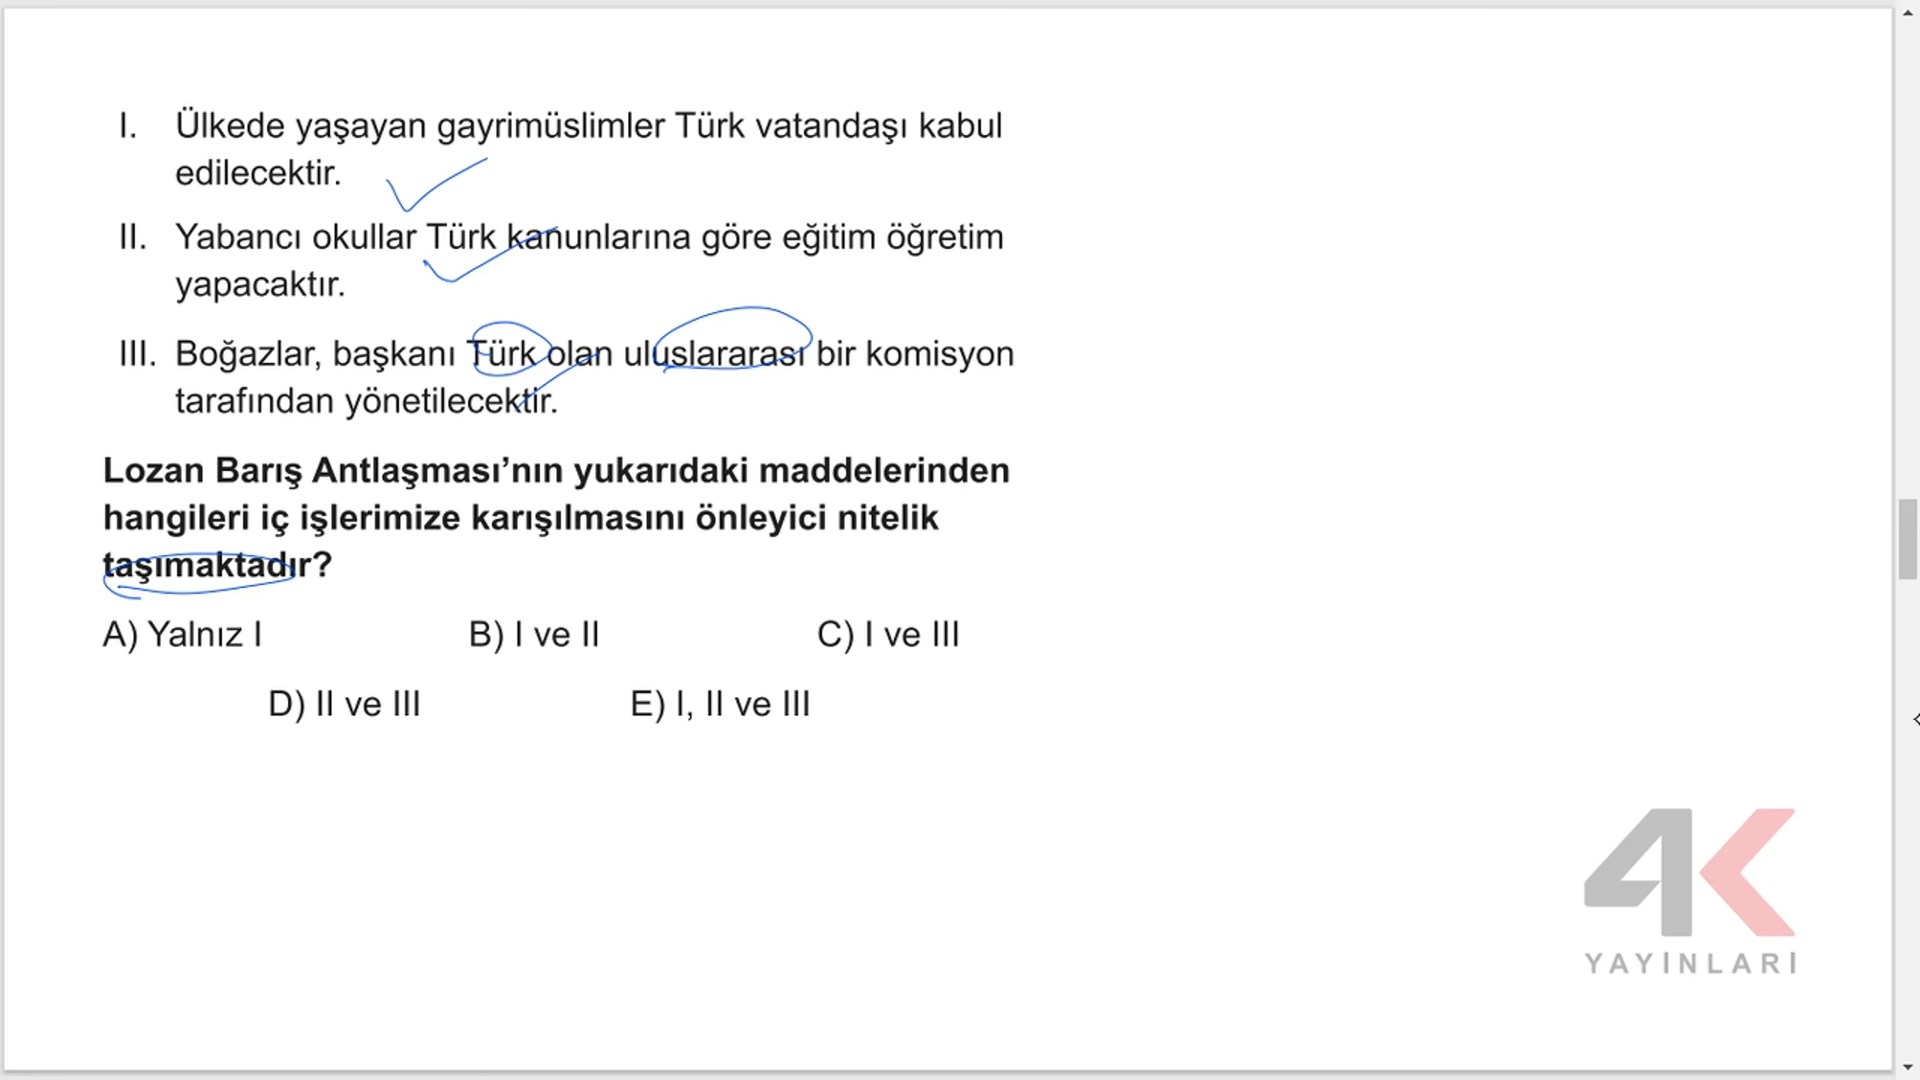 I. Ülkede yaşayan gayrimüslimler Türk vatandaşı kabul
edilecektir.
II. Yabancı okullar Türk kanunlarına göre eğitim öğretim
yapacaktır.
III. Boğazlar, başkanı Türk olan uluslararası bir komisyon
tarafından yönetilecektir.
Lozan Barış Antlaşması’nın yukarıdaki maddelerinden
hangileri iç işlerimize karışılmasını önleyici nitelik
taşımaktadır?
A) Yalnız I B) I ve II C) I ve III
D) II ve III E) I, II ve III
4K
YAYINLARI